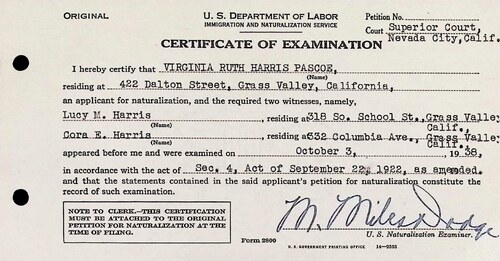 ORIGINAL
U. S. DEPARTMENT OF LABOR
IMMIGRATION AND NATURALIZATION SERVICE
Petition No.
Court Superior Court,
Nevada City, Calif.
CERTIFICATE OF EXAMINATION
I hereby certify that VIRGINIA RUTH HARRIS PASCOE,
(Name)
residing at 422 Dalton Street, Grass Valley, California,
an applicant for naturalization, and the required two witnesses, namely,
Lucy M. Harris residing at 318 So. School St., Grass Valley
(Name) Calif.,
Cora E. Harris residing at 332 Columbia Ave., Grass Valley
(Name) Calif.,
appeared before me and were examined on October 3, 1938,
in accordance with the act of Sec. 4, Act of September 22, 1922, as amended.
and that the statements contained in the said applicant's petition for naturalization constitute the
record of such examination.
NOTE TO CLERK.—THIS CERTIFICATION
MUST BE ATTACHED TO THE ORIGINAL
PETITION FOR NATURALIZATION AT THE
TIME OF FILING.
M. Miles Dodge
U. S. Naturalization Examiner.
Form 2800
U. S. GOVERNMENT PRINTING OFFICE